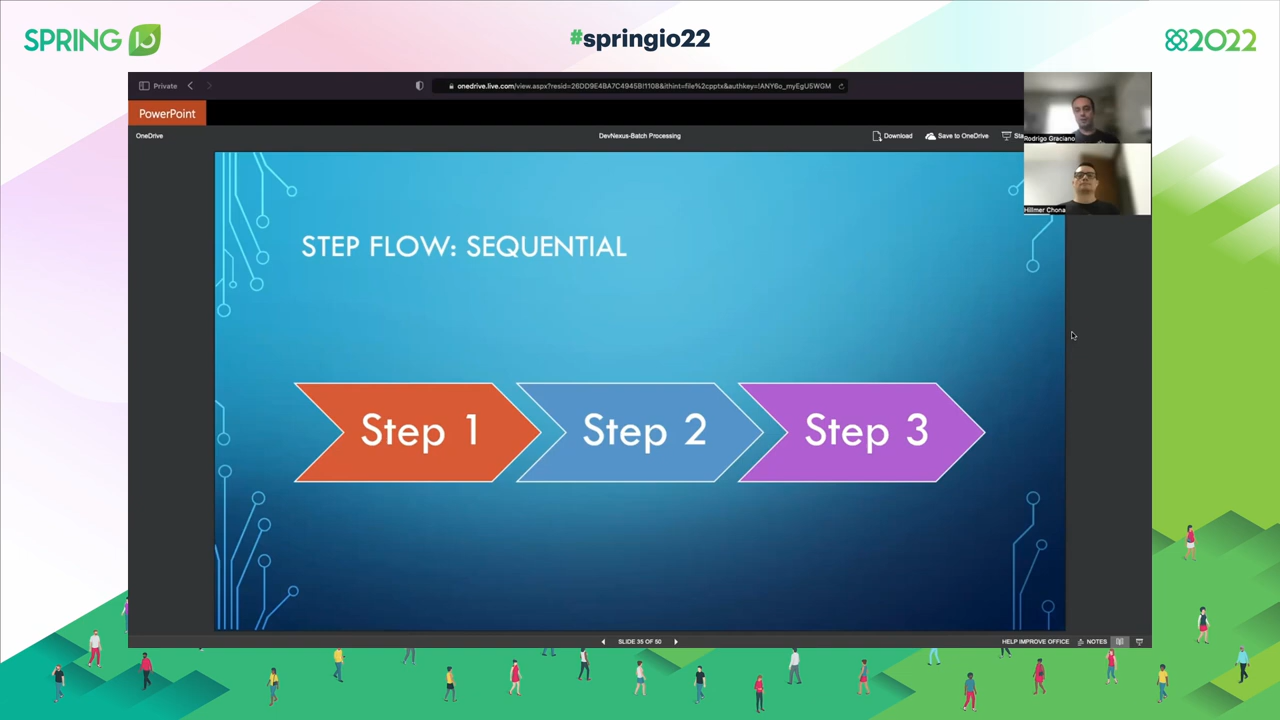 SPRING IO
#springio22
2022
Private
onedrive.live.com/view.aspx?resid=26DD9E4BA7C4945B!1108&ithint=file%2cpptx&authkey=!ANY6o_myEgU5WGM
PowerPoint
OneDrive
DevNexus-Batch Processing
Download
Save to OneDrive
Sta
Rodrigo Graciano
Hillmer Chona
STEP FLOW: SEQUENTIAL
Step 1
Step 2
Step 3
SLIDE 35 OF 50
HELP IMPROVE OFFICE
NOTES